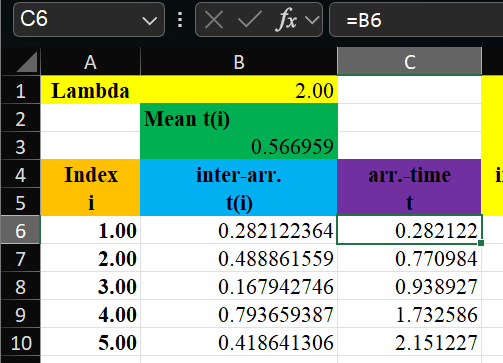 C6 fx =B6
A B C
1 Lambda 2.00
2 Mean t(i)
3 0.566959
4 Index inter-arr. arr.-time
5 i t(i) t
6 1.00 0.282122364 0.282122
7 2.00 0.488861559 0.770984
8 3.00 0.167942746 0.938927
9 4.00 0.793659387 1.732586
10 5.00 0.418641306 2.151227